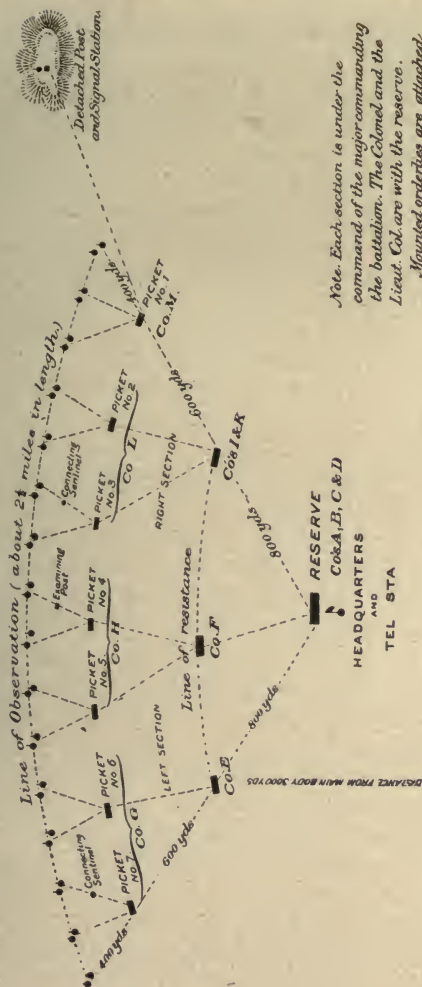 Detached Post
and Signal Station.
Line of Observation (about 2½ miles in length.)
400 yds
PICKET
No. 1
Co. M.
PICKET
No. 2
PICKET
No. 3
Co L
Connecting
Sentinel
Examining
Post
PICKET
No 4
PICKET
No. 5
Co. H
PICKET
No 6
PICKET
No 7
Co. G
Connecting
Sentinel
400 yds
RIGHT SECTION
LEFT SECTION
600 yds
600 yds
Line of resistance
Co's I & K
Co. F
Co. E
800 yds
800 yds
RESERVE
Co's A, B, C & D
HEADQUARTERS
AND
TEL STA
DISTANCE FROM MAIN BODY 3000 YDS
Note. Each section is under the
command of the major commanding
the battalion. The Colonel and the
Lieut. Col. are with the reserve.
Mounted orderlies are attached.